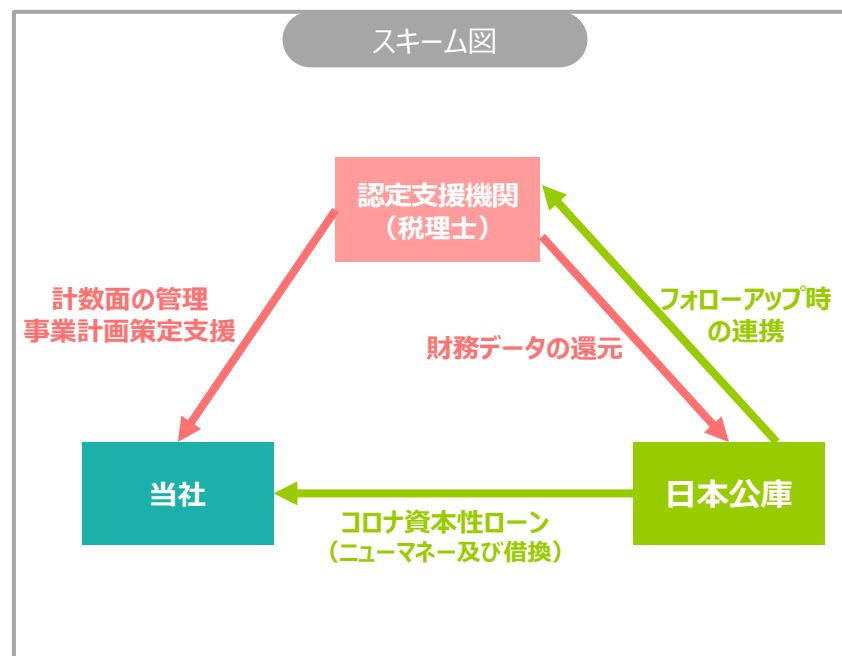 スキーム図
認定支援機関
（税理士）
計数面の管理
事業計画策定支援
フォローアップ時
の連携
財務データの還元
当社
日本公庫
コロナ資本性ローン
（ニューマネー及び借換）